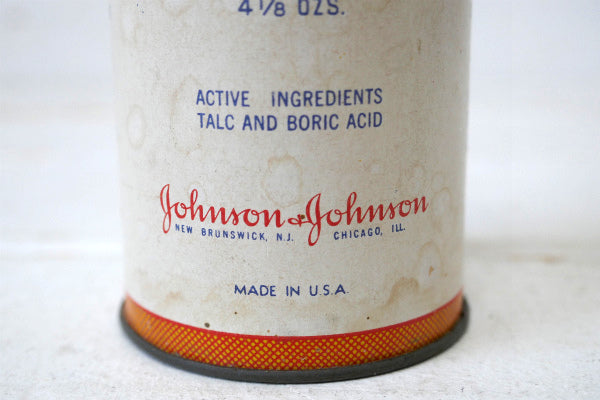 4 1/8 OZS.
ACTIVE INGREDIENTS
TALC AND BORIC ACID
Johnson & Johnson
NEW BRUNSWICK, N.J. CHICAGO, ILL.
MADE IN U.S.A.